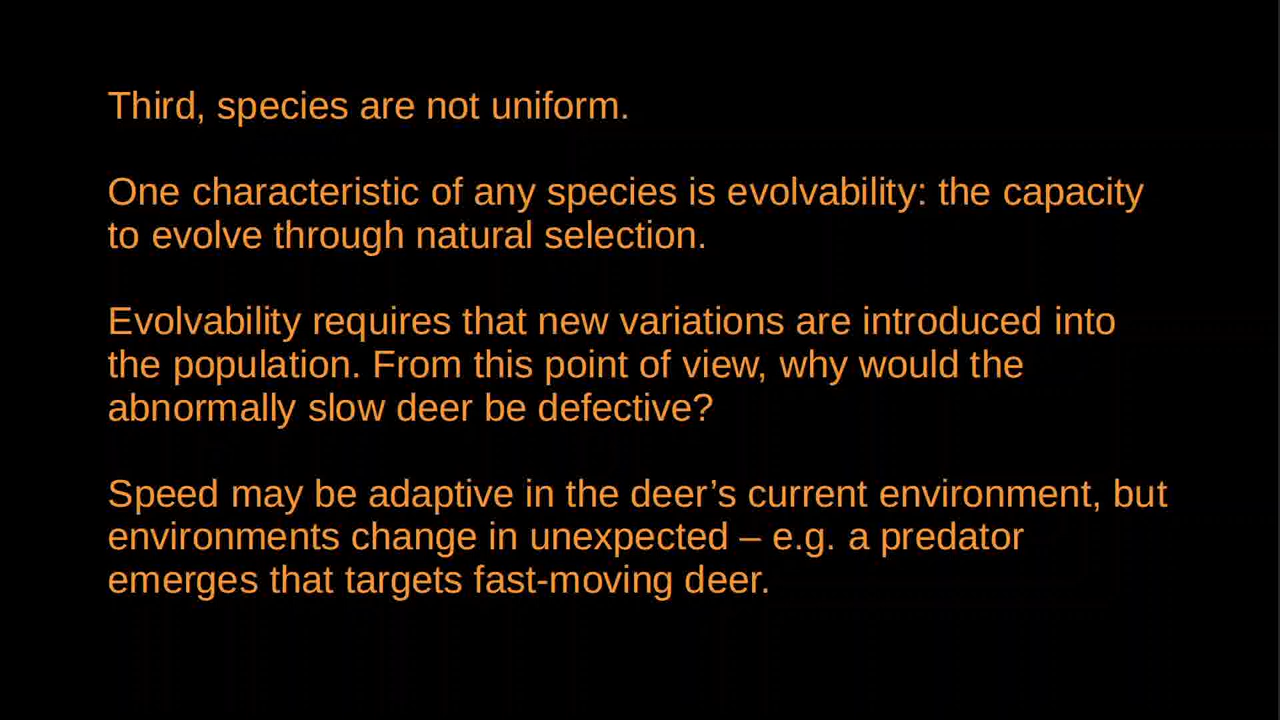 Third, species are not uniform.
One characteristic of any species is evolvability: the capacity
to evolve through natural selection.
Evolvability requires that new variations are introduced into
the population. From this point of view, why would the
abnormally slow deer be defective?
Speed may be adaptive in the deer’s current environment, but
environments change in unexpected – e.g. a predator
emerges that targets fast-moving deer.